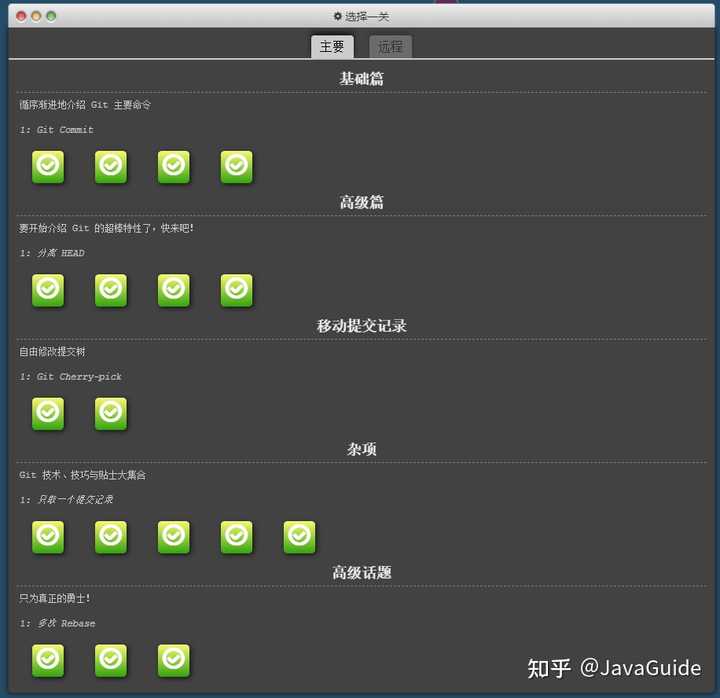 选择一关
主要 远程
基础篇
循序渐进地介绍 Git 主要命令
1: Git Commit
高级篇
要开始介绍 Git 的超棒特性了，快来吧！
1: 分离 HEAD
移动提交记录
自由修改提交树
1: Git Cherry-pick
杂项
Git 技术、技巧与贴士大集合
1: 只取一个提交记录
高级话题
只为真正的勇士！
1: 多次 Rebase
知乎 @JavaGuide